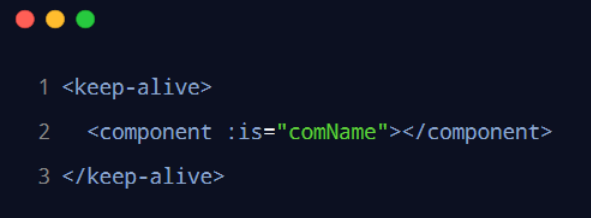 1 <keep-alive>
2   <component :is="comName"></component>
3 </keep-alive>